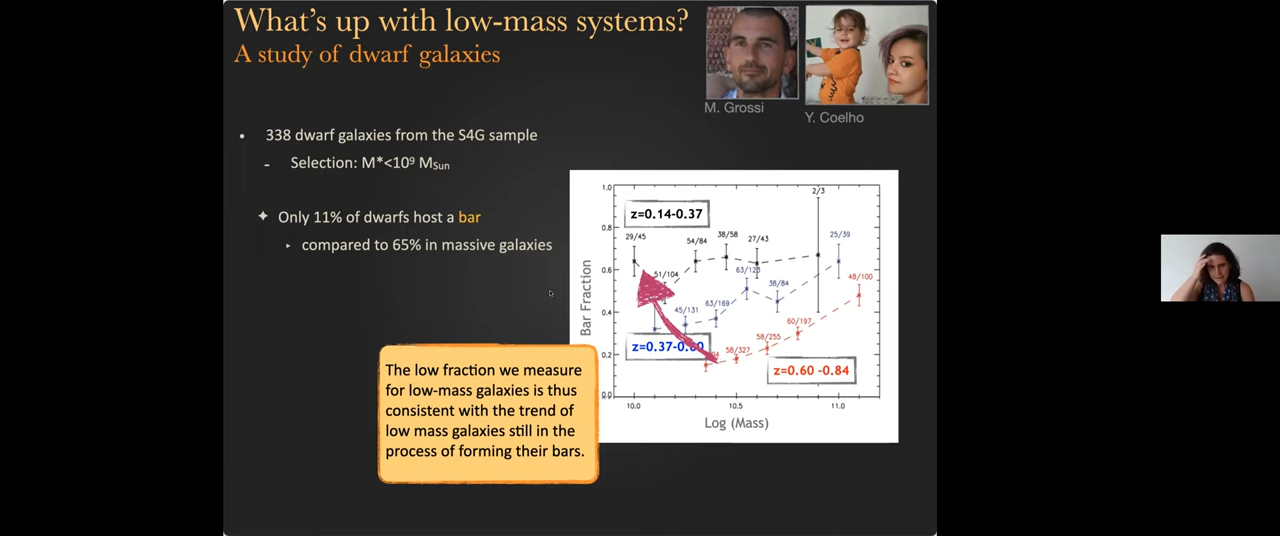 What's up with low-mass systems?
A study of dwarf galaxies
M. Grossi
Y. Coelho
• 338 dwarf galaxies from the S4G sample
- Selection: M*<10⁹ MSun
✦ Only 11% of dwarfs host a bar
▸ compared to 65% in massive galaxies
The low fraction we measure
for low-mass galaxies is thus
consistent with the trend of
low mass galaxies still in the
process of forming their bars.
Bar Fraction
1.0
0.8
0.6
0.4
0.2
0.0
z=0.14-0.37
29/45
51/104
54/84
38/58
27/43
2/3
z=0.37-0.60
45/131
63/169
63/123
38/84
25/39
58/327
58/255
60/197
48/100
z=0.60 -0.84
10.0
10.5
11.0
Log (Mass)